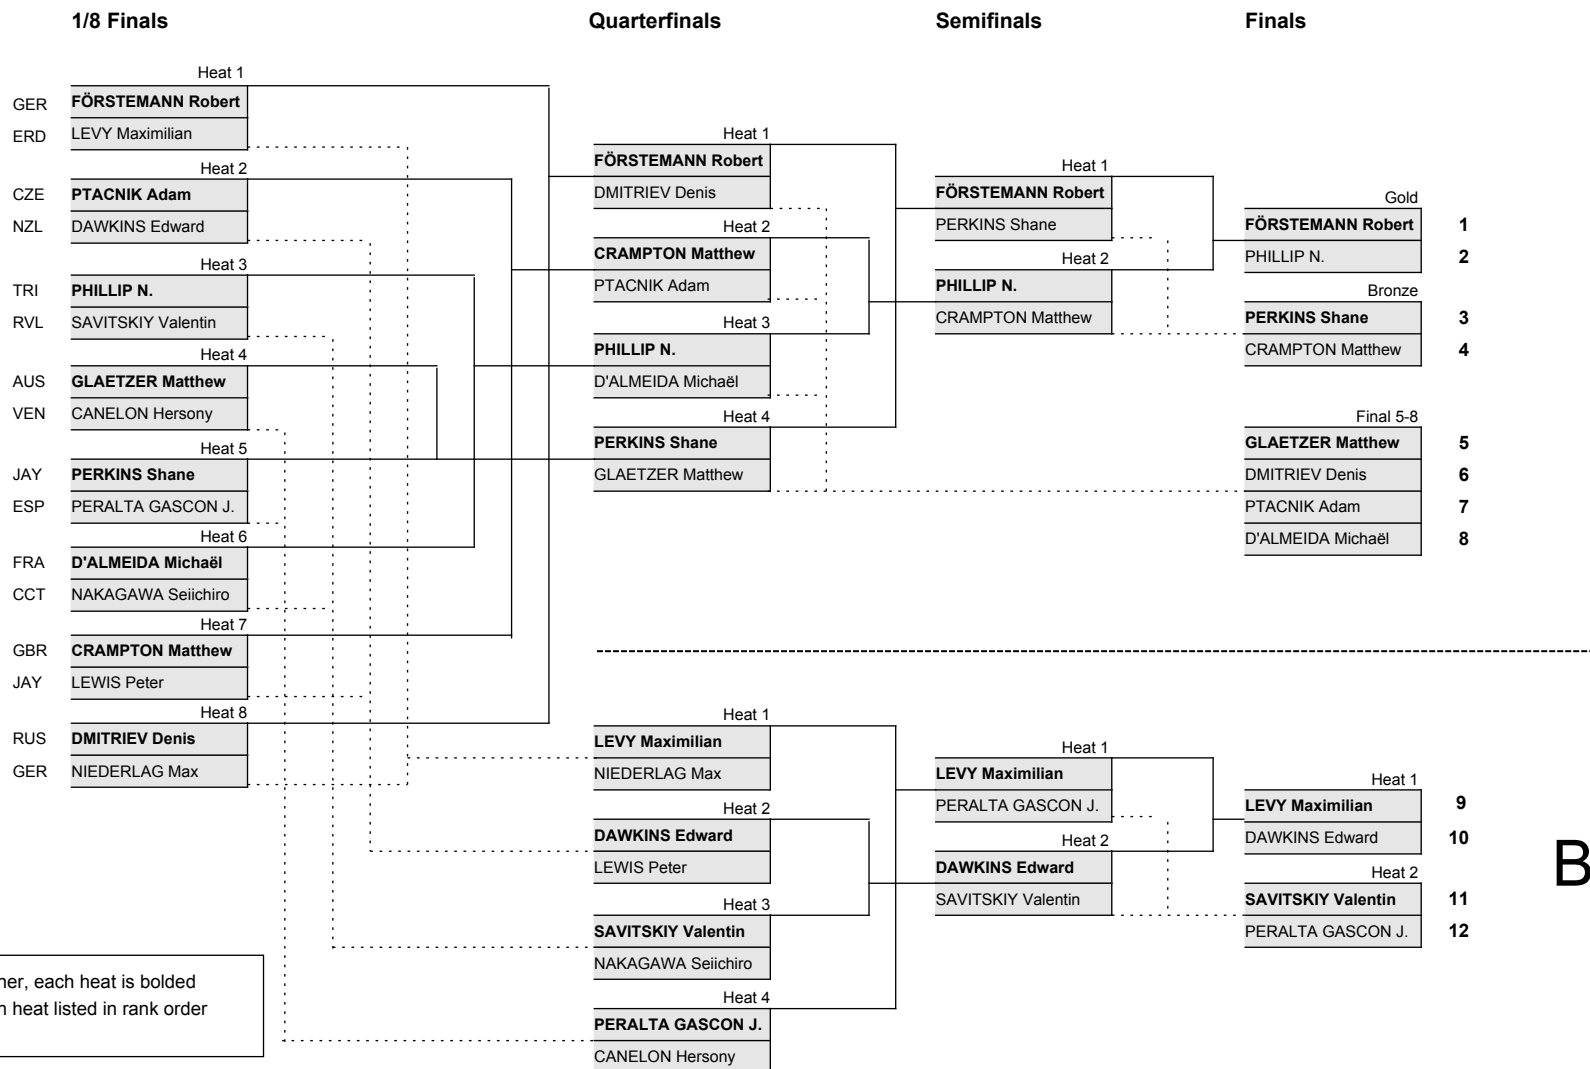 1/8 Finals
Quarterfinals
Semifinals
Finals
Heat 1
GER FÖRSTEMANN Robert
ERD LEVY Maximilian
Heat 2
CZE PTACNIK Adam
NZL DAWKINS Edward
Heat 3
TRI PHILLIP N.
RVL SAVITSKIY Valentin
Heat 4
AUS GLAETZER Matthew
VEN CANELON Hersony
Heat 5
JAY PERKINS Shane
ESP PERALTA GASCON J.
Heat 6
FRA D'ALMEIDA Michaël
CCT NAKAGAWA Seiichiro
Heat 7
GBR CRAMPTON Matthew
JAY LEWIS Peter
Heat 8
RUS DMITRIEV Denis
GER NIEDERLAG Max
Heat 1
FÖRSTEMANN Robert
DMITRIEV Denis
Heat 2
CRAMPTON Matthew
PTACNIK Adam
Heat 3
PHILLIP N.
D'ALMEIDA Michaël
Heat 4
PERKINS Shane
GLAETZER Matthew
Heat 1
FÖRSTEMANN Robert
PERKINS Shane
Heat 2
PHILLIP N.
CRAMPTON Matthew
Gold
FÖRSTEMANN Robert 1
PHILLIP N. 2
Bronze
PERKINS Shane 3
CRAMPTON Matthew 4
Final 5-8
GLAETZER Matthew 5
DMITRIEV Denis 6
PTACNIK Adam 7
D'ALMEIDA Michaël 8
Heat 1
LEVY Maximilian
NIEDERLAG Max
Heat 2
DAWKINS Edward
LEWIS Peter
Heat 3
SAVITSKIY Valentin
NAKAGAWA Seiichiro
Heat 4
PERALTA GASCON J.
CANELON Hersony
Heat 1
LEVY Maximilian
PERALTA GASCON J.
Heat 2
DAWKINS Edward
SAVITSKIY Valentin
Heat 1
LEVY Maximilian 9
DAWKINS Edward 10
Heat 2
SAVITSKIY Valentin 11
PERALTA GASCON J. 12
B
ner, each heat is bolded
h heat listed in rank order